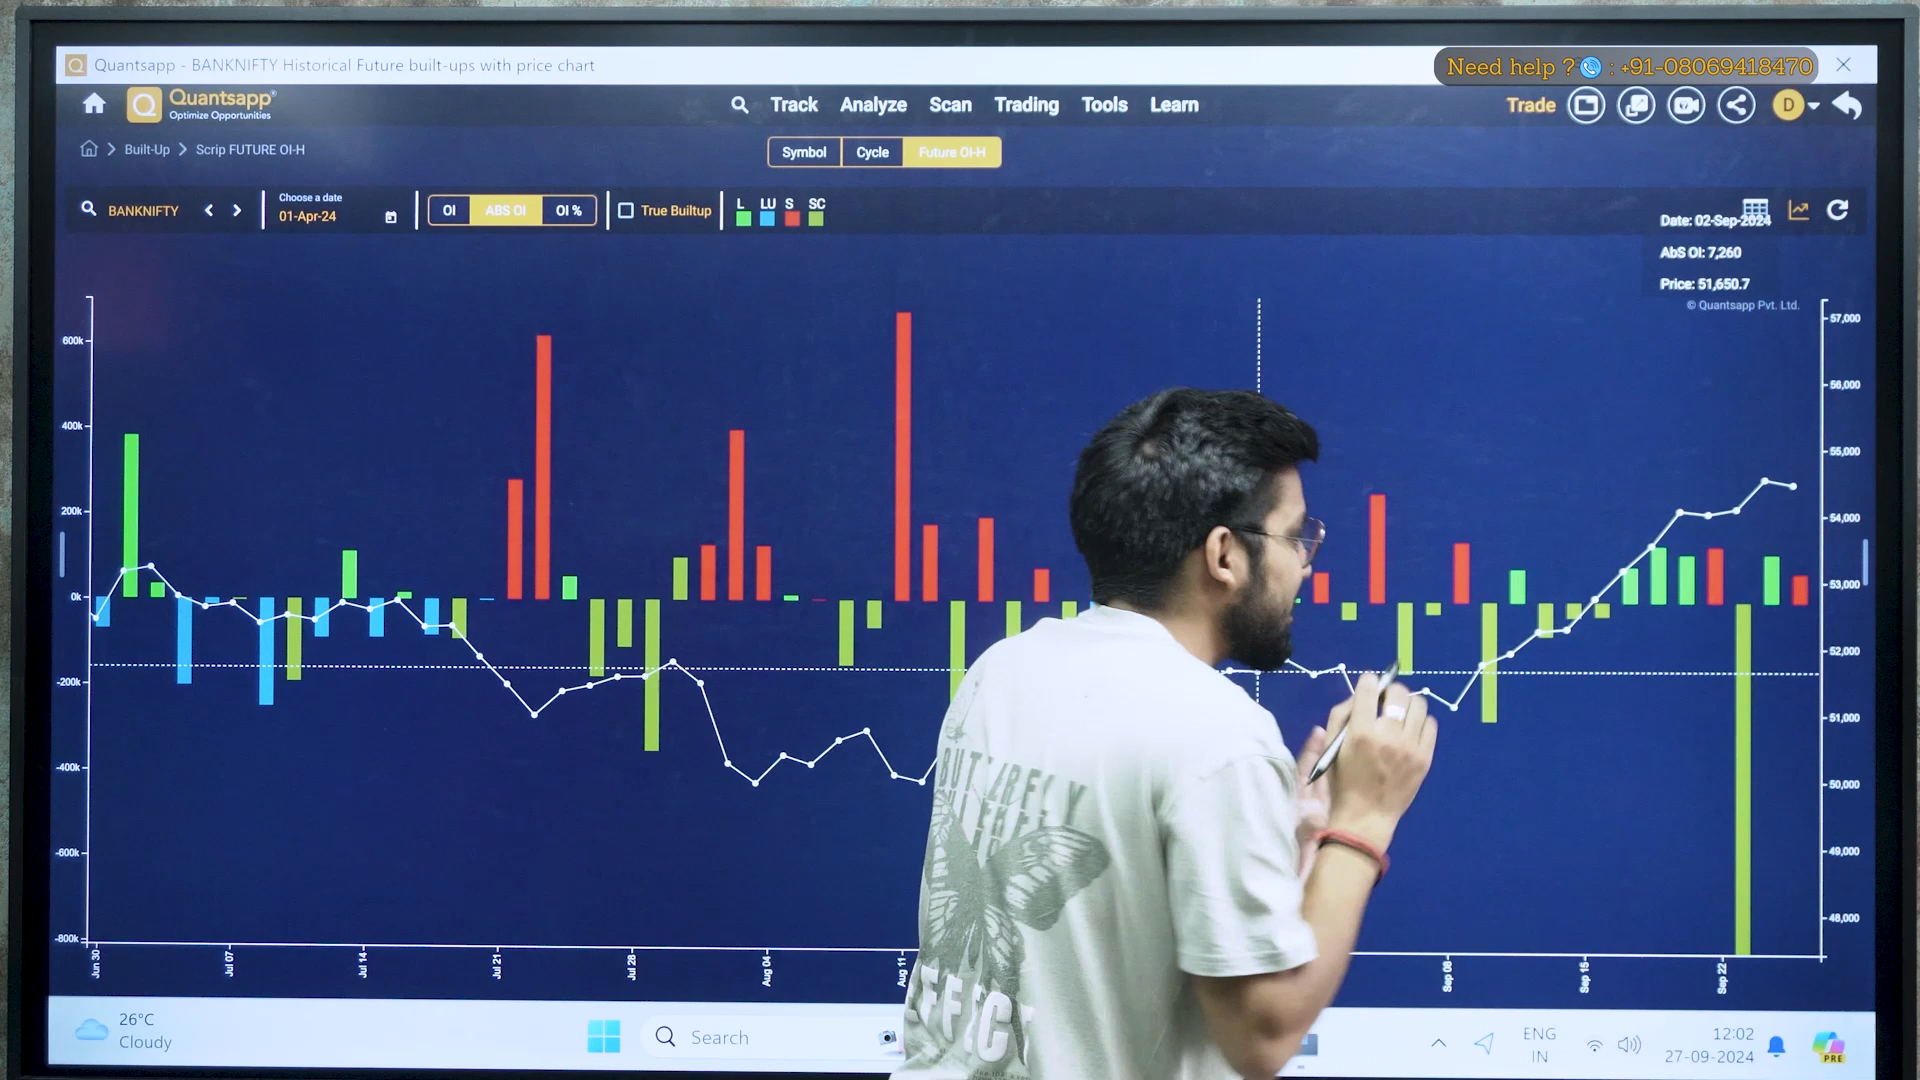 Quantsapp - BANKNIFTY Historical Future built-ups with price chart
Need help ? : +91-08069418470
Quantsapp
Optimize Opportunities
Track Analyze Scan Trading Tools Learn
Trade
D
Built-Up Scrip FUTURE OI-H
Symbol Cycle Future OI-H
BANKNIFTY
Choose a date
01-Apr-24
OI ABS OI OI %
True Builtup
L LU S SC
Date: 02-Sep-2024
AbS OI: 7,260
Price: 51,650.7
© Quantsapp Pvt. Ltd.
600k
400k
200k
0k
-200k
-400k
-600k
-800k
57,000
56,000
55,000
54,000
53,000
52,000
51,000
50,000
49,000
48,000
Jun 30
Jul 07
Jul 14
Jul 21
Jul 28
Aug 04
Aug 11
Sep 08
Sep 15
Sep 22
BUTTERFLY
EFFECT
26°C
Cloudy
Search
ENG
IN
12:02
27-09-2024
PRE